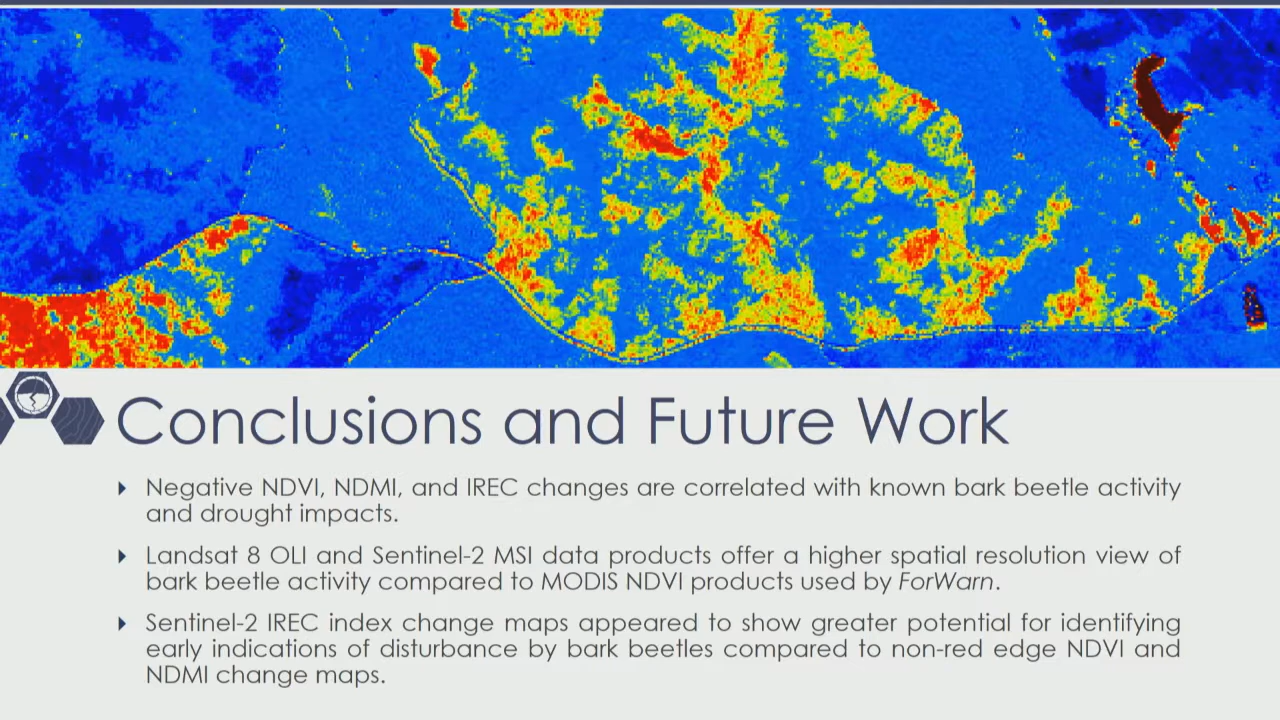 Conclusions and Future Work
Negative NDVI, NDMI, and IREC changes are correlated with known bark beetle activity
and drought impacts.
Landsat 8 OLI and Sentinel-2 MSI data products offer a higher spatial resolution view of
bark beetle activity compared to MODIS NDVI products used by ForWarn.
Sentinel-2 IREC index change maps appeared to show greater potential for identifying
early indications of disturbance by bark beetles compared to non-red edge NDVI and
NDMI change maps.